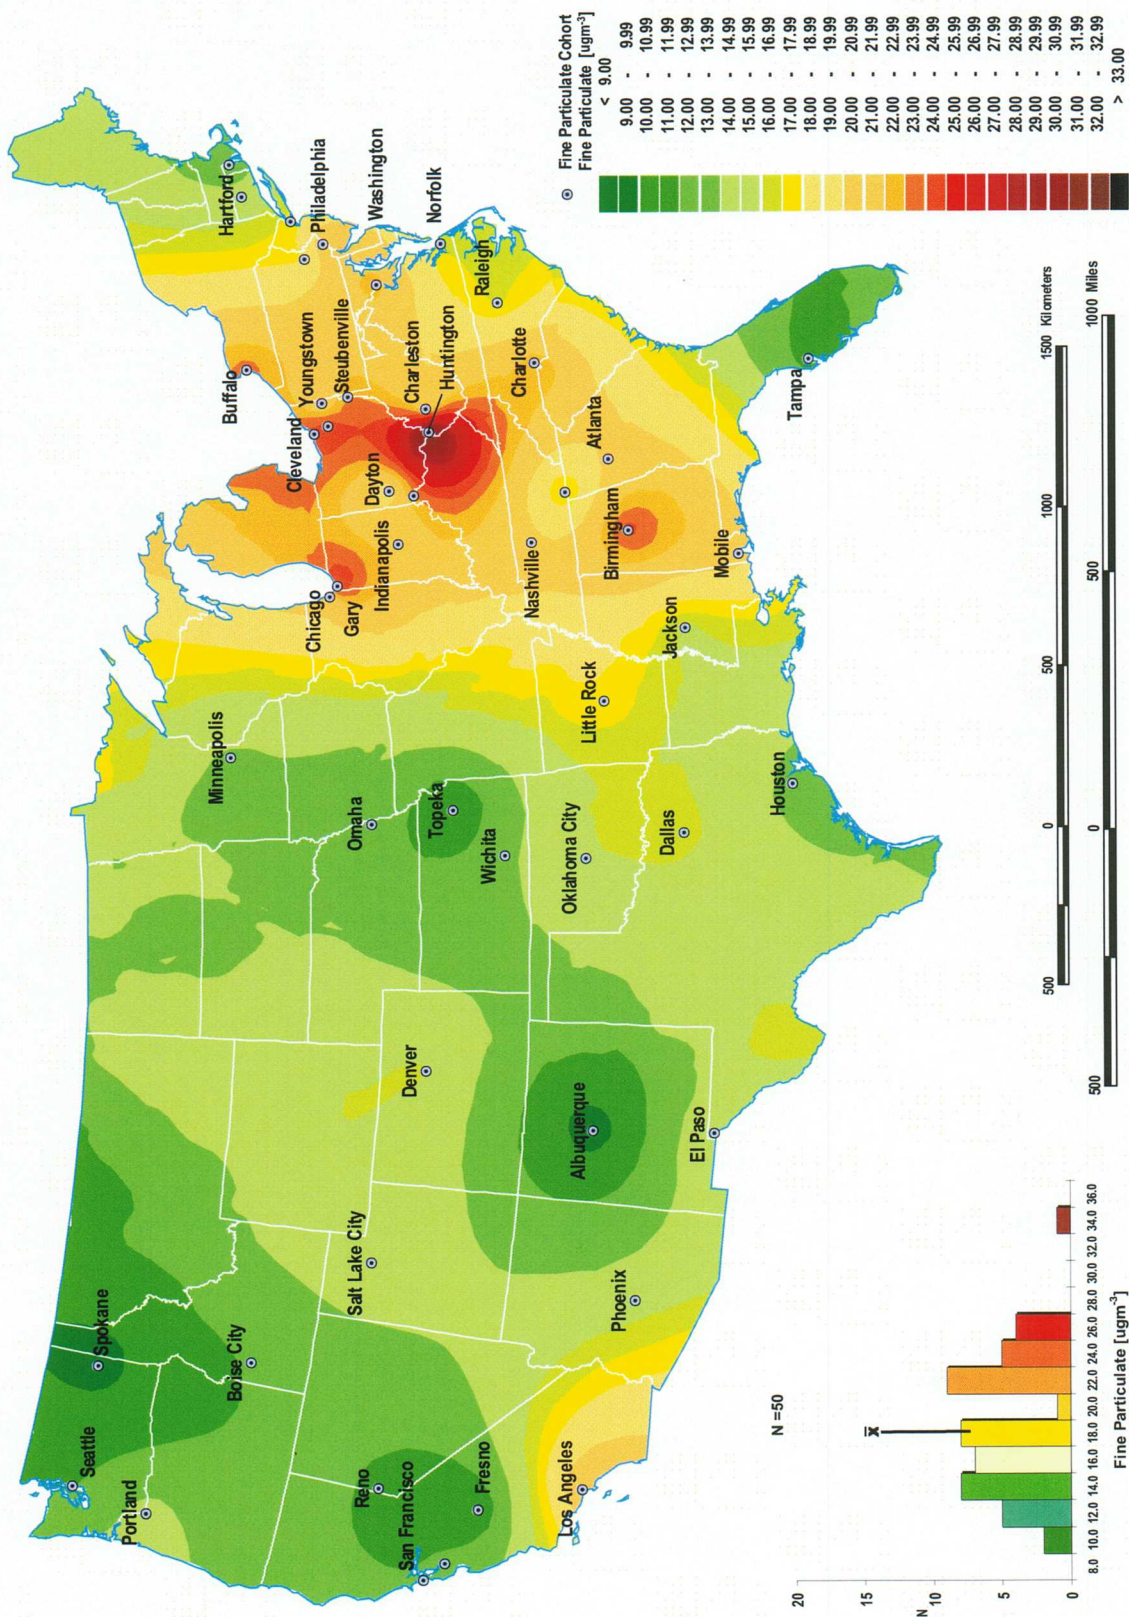 Seattle
Portland
Spokane
Boise City
Reno
San Francisco
Fresno
Los Angeles
Salt Lake City
Phoenix
Denver
Albuquerque
El Paso
Minneapolis
Omaha
Topeka
Wichita
Oklahoma City
Dallas
Houston
Little Rock
Jackson
Chicago
Gary
Indianapolis
Nashville
Birmingham
Mobile
Cleveland
Dayton
Buffalo
Youngstown
Steubenville
Charleston
Huntington
Charlotte
Atlanta
Raleigh
Hartford
Philadelphia
Washington
Norfolk
Tampa
N =50
x̄
20
15
10
5
0
N
8.0 10.0 12.0 14.0 16.0 18.0 20.0 22.0 24.0 26.0 28.0 30.0 32.0 34.0 36.0
Fine Particulate [ugm⁻³]
500 0 500 1000 1500 Kilometers
500 0 500 1000 Miles
Fine Particulate Cohort
Fine Particulate [ugm⁻³]
< 9.00
9.00 - 9.99
10.00 - 10.99
11.00 - 11.99
12.00 - 12.99
13.00 - 13.99
14.00 - 14.99
15.00 - 15.99
16.00 - 16.99
17.00 - 17.99
18.00 - 18.99
19.00 - 19.99
20.00 - 20.99
21.00 - 21.99
22.00 - 22.99
23.00 - 23.99
24.00 - 24.99
25.00 - 25.99
26.00 - 26.99
27.00 - 27.99
28.00 - 28.99
29.00 - 29.99
30.00 - 30.99
31.00 - 31.99
32.00 - 32.99
> 33.00